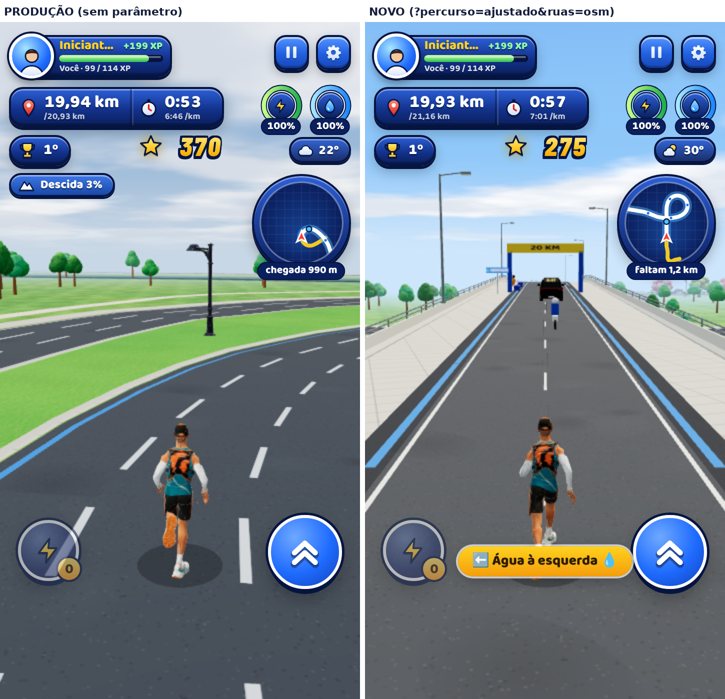 PRODUÇÃO (sem parâmetro)
Iniciant... +199 XP
Você · 99 / 114 XP
19,94 km
/20,93 km
0:53
6:46 /km
100%
100%
1º
370
22°
Descida 3%
chegada 990 m
0
NOVO (?percurso=ajustado&ruas=osm)
Iniciant... +199 XP
Você · 99 / 114 XP
19,93 km
/21,16 km
0:57
7:01 /km
100%
100%
1º
275
30°
20 KM
faltam 1,2 km
0
Água à esquerda